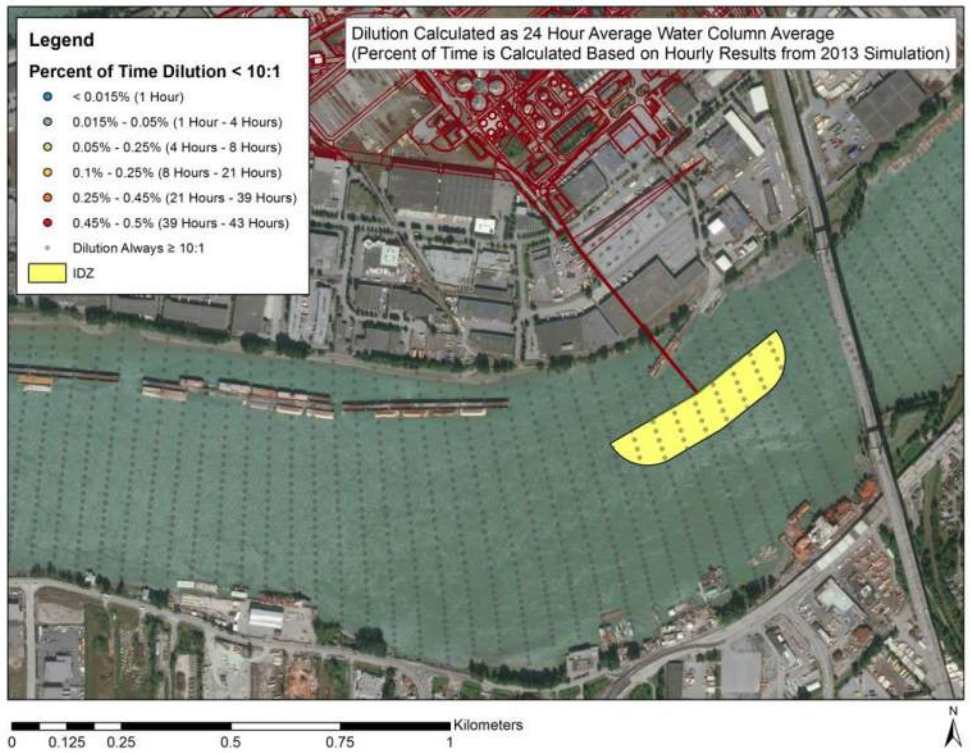 Legend
Percent of Time Dilution < 10:1
< 0.015% (1 Hour)
0.015% - 0.05% (1 Hour - 4 Hours)
0.05% - 0.25% (4 Hours - 8 Hours)
0.1% - 0.25% (8 Hours - 21 Hours)
0.25% - 0.45% (21 Hours - 39 Hours)
0.45% - 0.5% (39 Hours - 43 Hours)
Dilution Always ≥ 10:1
IDZ
Dilution Calculated as 24 Hour Average Water Column Average
(Percent of Time is Calculated Based on Hourly Results from 2013 Simulation)
Kilometers
0 0.125 0.25 0.5 0.75 1
N